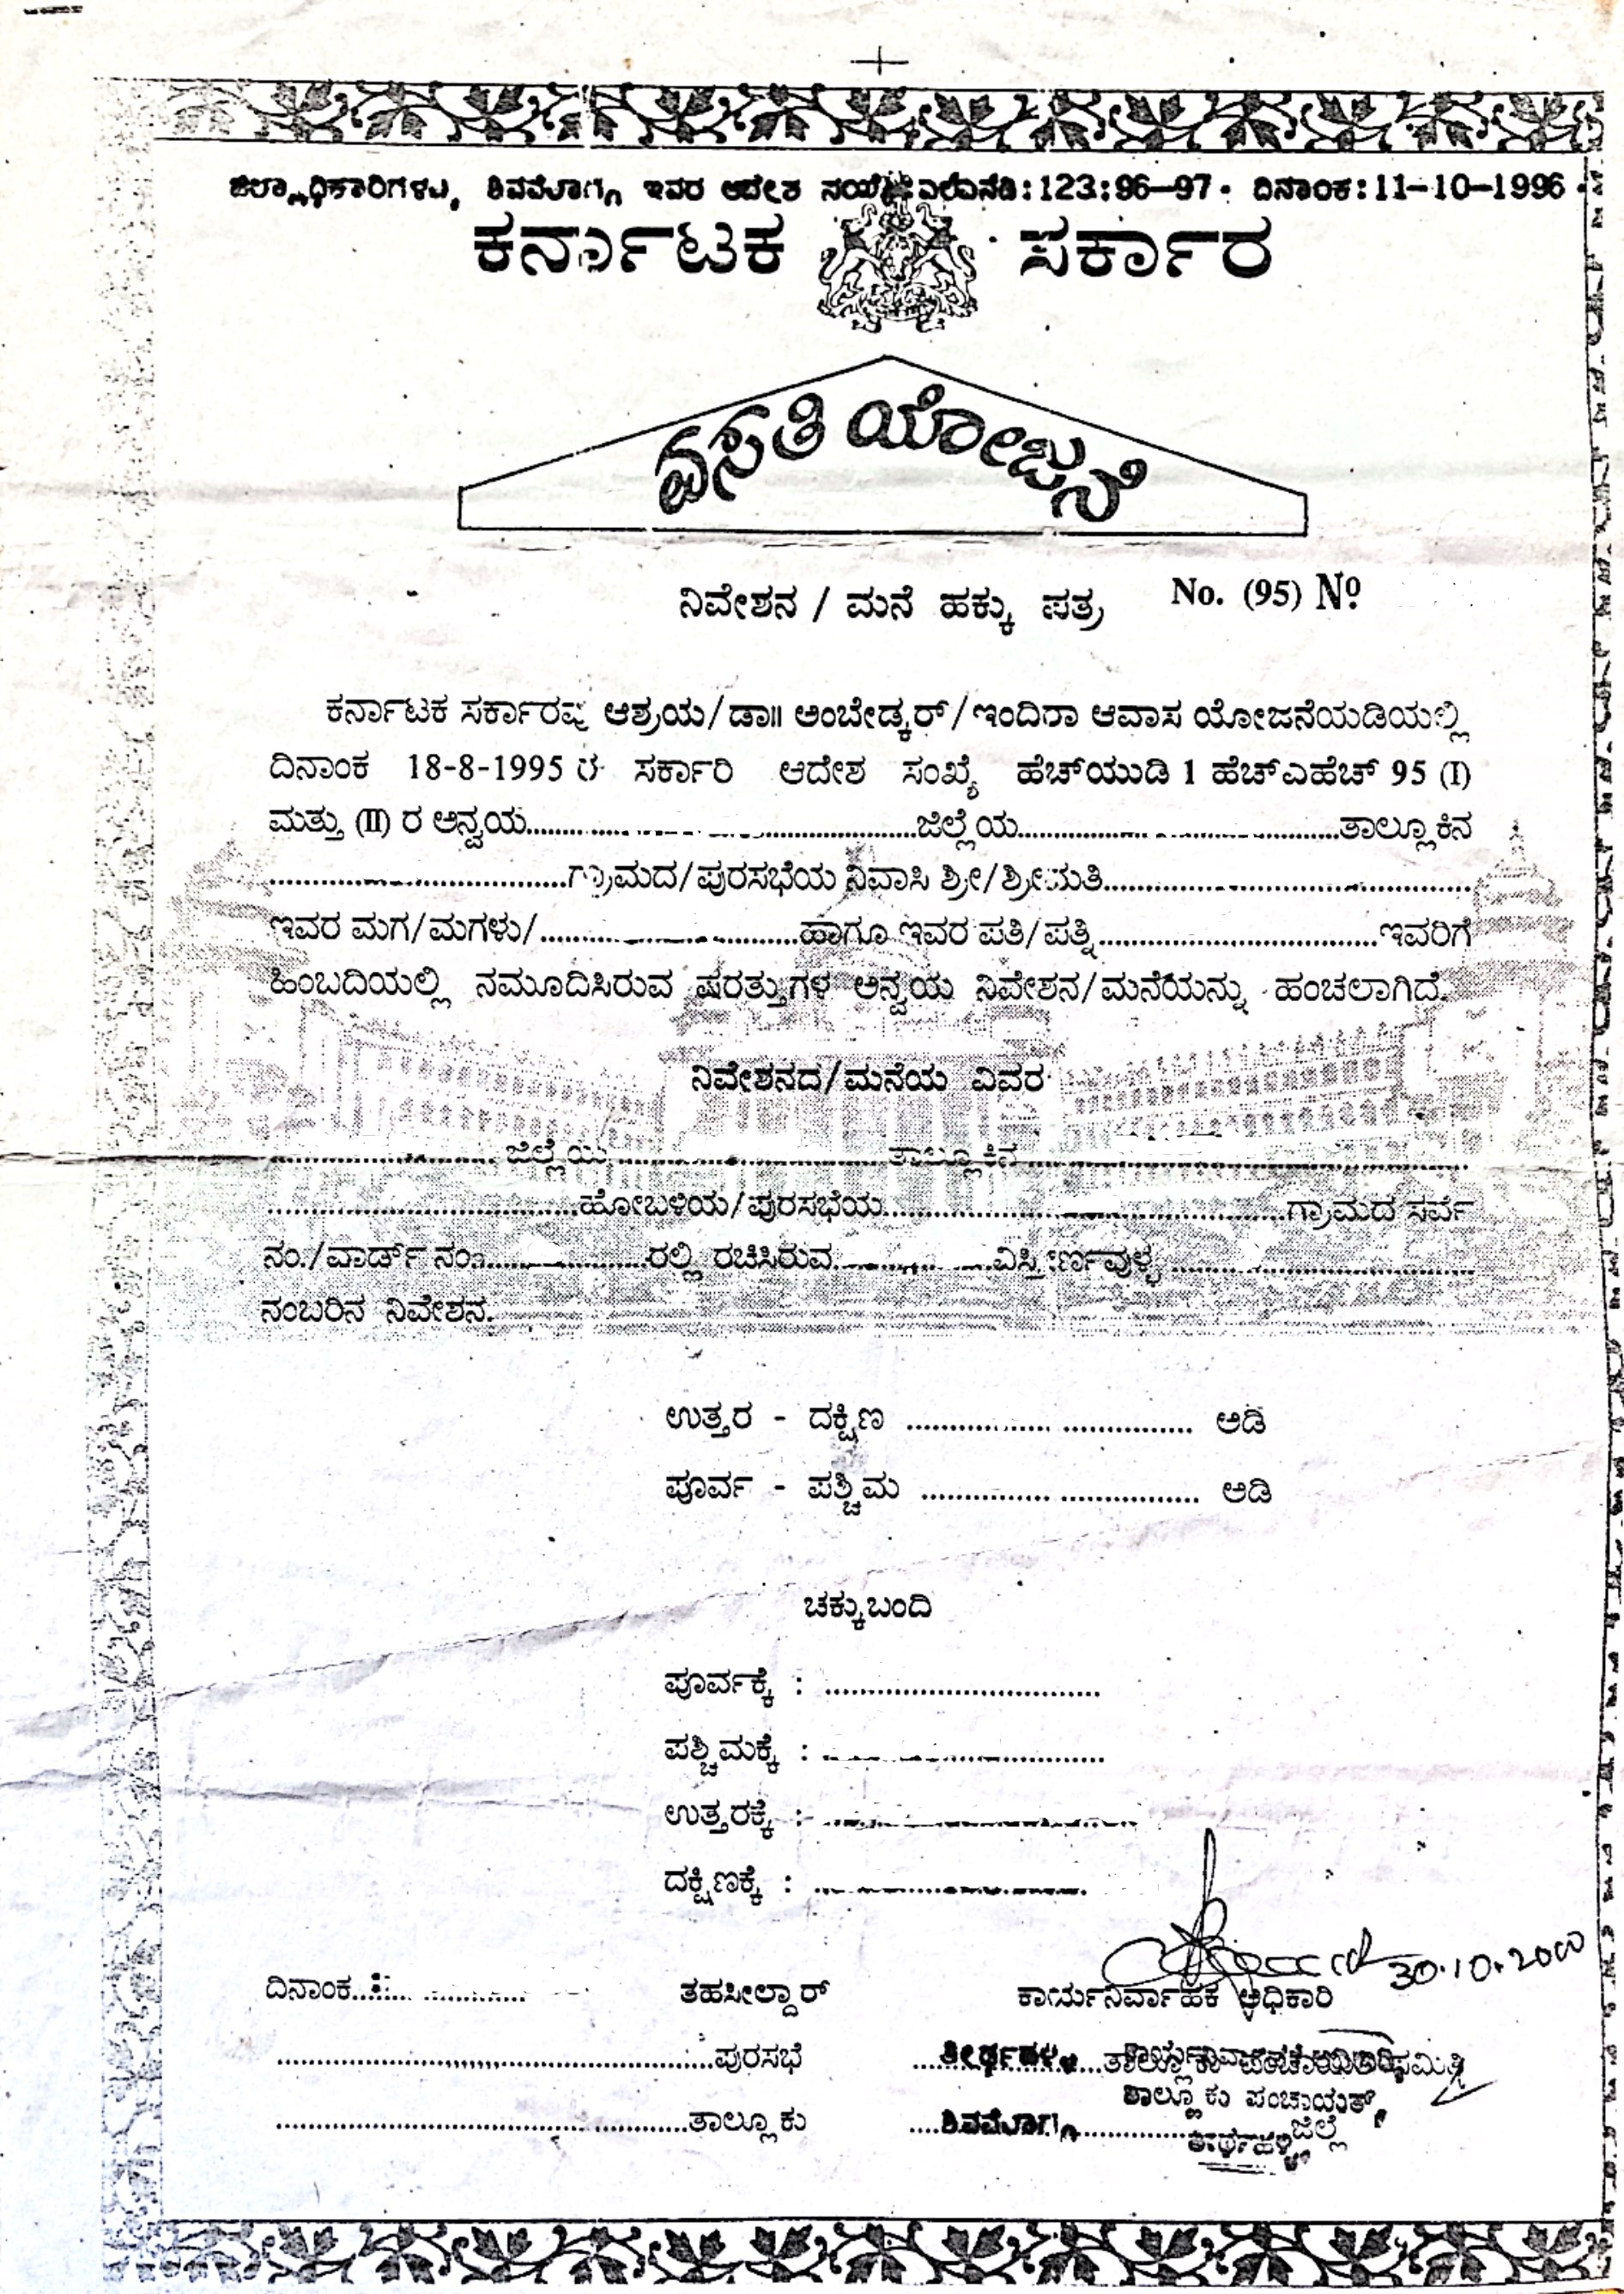 ಜಿಲ್ಲಾಧಿಕಾರಿಗಳು, ಶಿವಮೊಗ್ಗ ಇವರ ಆದೇಶ ಸಂಖ್ಯೆ:ಎಲ್ಎನ್‌ಡಿ:123:96-97. ದಿನಾಂಕ:11-10-1996
ಕರ್ನಾಟಕ ಸರ್ಕಾರ
ವಸತಿ ಯೋಜನೆ
ನಿವೇಶನ / ಮನೆ ಹಕ್ಕು ಪತ್ರ No. (95) Nº
ಕರ್ನಾಟಕ ಸರ್ಕಾರವು ಆಶ್ರಯ/ಡಾ॥ ಅಂಬೇಡ್ಕರ್/ಇಂದಿರಾ ಆವಾಸ ಯೋಜನೆಯಡಿಯಲ್ಲಿ
ದಿನಾಂಕ 18-8-1995 ರ ಸರ್ಕಾರಿ ಆದೇಶ ಸಂಖ್ಯೆ ಹೆಚ್‌ಯುಡಿ 1 ಹೆಚ್‌ಎಹೆಚ್ 95 (I)
ಮತ್ತು (II) ರ ಅನ್ವಯ..............................ಜಿಲ್ಲೆಯ..............................ತಾಲ್ಲೂಕಿನ
..............................ಗ್ರಾಮದ/ಪುರಸಭೆಯ ನಿವಾಸಿ ಶ್ರೀ/ಶ್ರೀಮತಿ..............................
ಇವರ ಮಗ/ಮಗಳು/..............................ಹಾಗೂ ಇವರ ಪತಿ/ಪತ್ನಿ..............................ಇವರಿಗೆ
ಹಿಂಬದಿಯಲ್ಲಿ ನಮೂದಿಸಿರುವ ಷರತ್ತುಗಳ ಅನ್ವಯ ನಿವೇಶನ/ಮನೆಯನ್ನು ಹಂಚಲಾಗಿದೆ.
ನಿವೇಶನದ/ಮನೆಯ ವಿವರ
..............................ಜಿಲ್ಲೆಯ..............................ತಾಲ್ಲೂಕಿನ..............................
..............................ಹೋಬಳಿಯ/ಪುರಸಭೆಯ..............................ಗ್ರಾಮದ ಸರ್ವೆ
ನಂ./ವಾರ್ಡ್ ನಂ...................ರಲ್ಲಿ ರಚಿಸಿರುವ...................ವಿಸ್ತೀರ್ಣವುಳ್ಳ..............................
ನಂಬರಿನ ನಿವೇಶನ.
ಉತ್ತರ - ದಕ್ಷಿಣ .............................. ಅಡಿ
ಪೂರ್ವ - ಪಶ್ಚಿಮ .............................. ಅಡಿ
ಚಕ್ಕುಬಂದಿ
ಪೂರ್ವಕ್ಕೆ : ..............................
ಪಶ್ಚಿಮಕ್ಕೆ : ..............................
ಉತ್ತರಕ್ಕೆ : ..............................
ದಕ್ಷಿಣಕ್ಕೆ : ..............................
30.10.2000
ದಿನಾಂಕ.................... ತಹಸೀಲ್ದಾರ್ ಕಾರ್ಯನಿರ್ವಾಹಕ ಅಧಿಕಾರಿ
..............................ಪುರಸಭೆ ....ತೀರ್ಥಹಳ್ಳಿ....ತಾಲ್ಲೂಕು ಪಂಚಾಯತಿ ಸಮಿತಿ
ಕಾರ್ಯನಿರ್ವಾಹಕ ಅಧಿಕಾರಿ
ತಾಲ್ಲೂಕು ಪಂಚಾಯತ್,
..............................ತಾಲ್ಲೂಕು ....ಶಿವಮೊಗ್ಗ....................ಜಿಲ್ಲೆ
ತೀರ್ಥಹಳ್ಳಿ